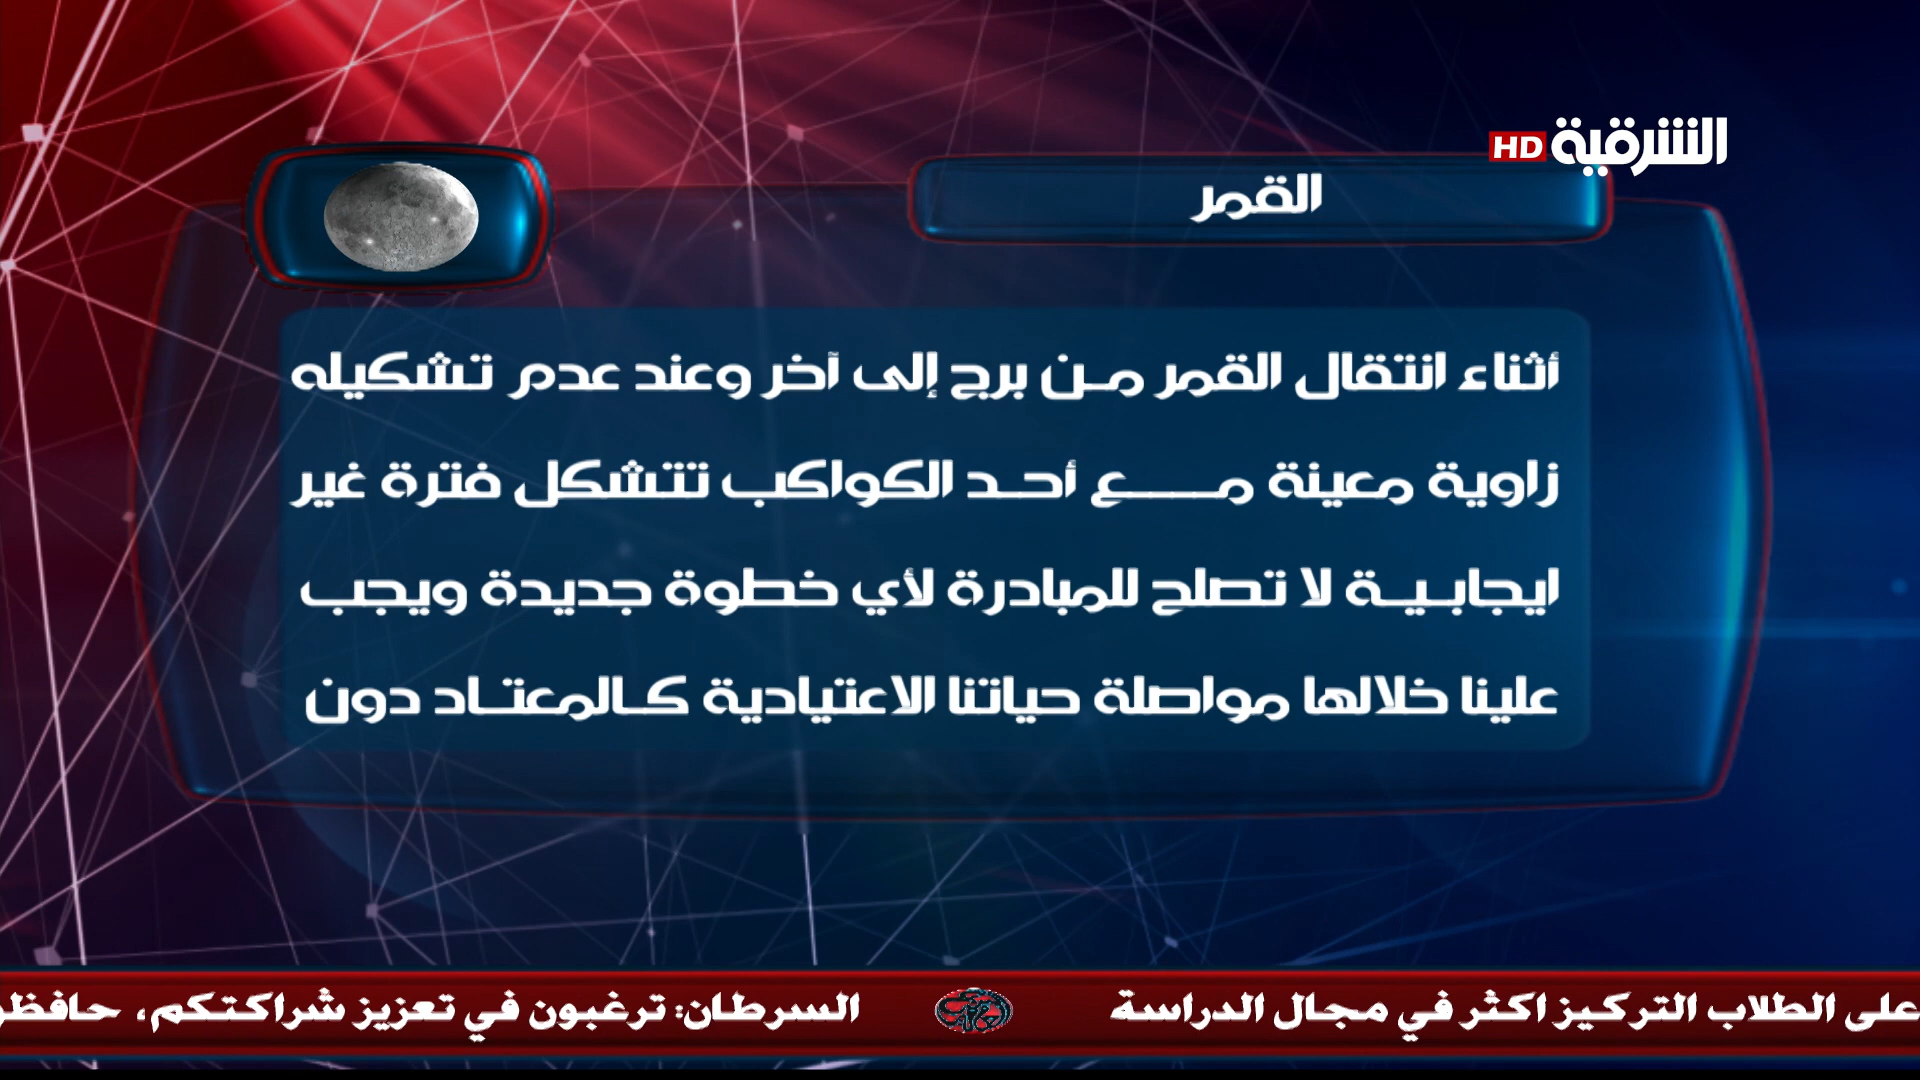 الشرقية HD
القمر
أثناء انتقال القمر من برج إلى آخر وعند عدم تشكيله
زاوية معينة مع أحد الكواكب تتشكل فترة غير
ايجابية لا تصلح للمبادرة لأي خطوة جديدة ويجب
علينا خلالها مواصلة حياتنا الاعتيادية كالمعتاد دون
على الطلاب التركيز اكثر في مجال الدراسة السرطان: ترغبون في تعزيز شراكتكم،